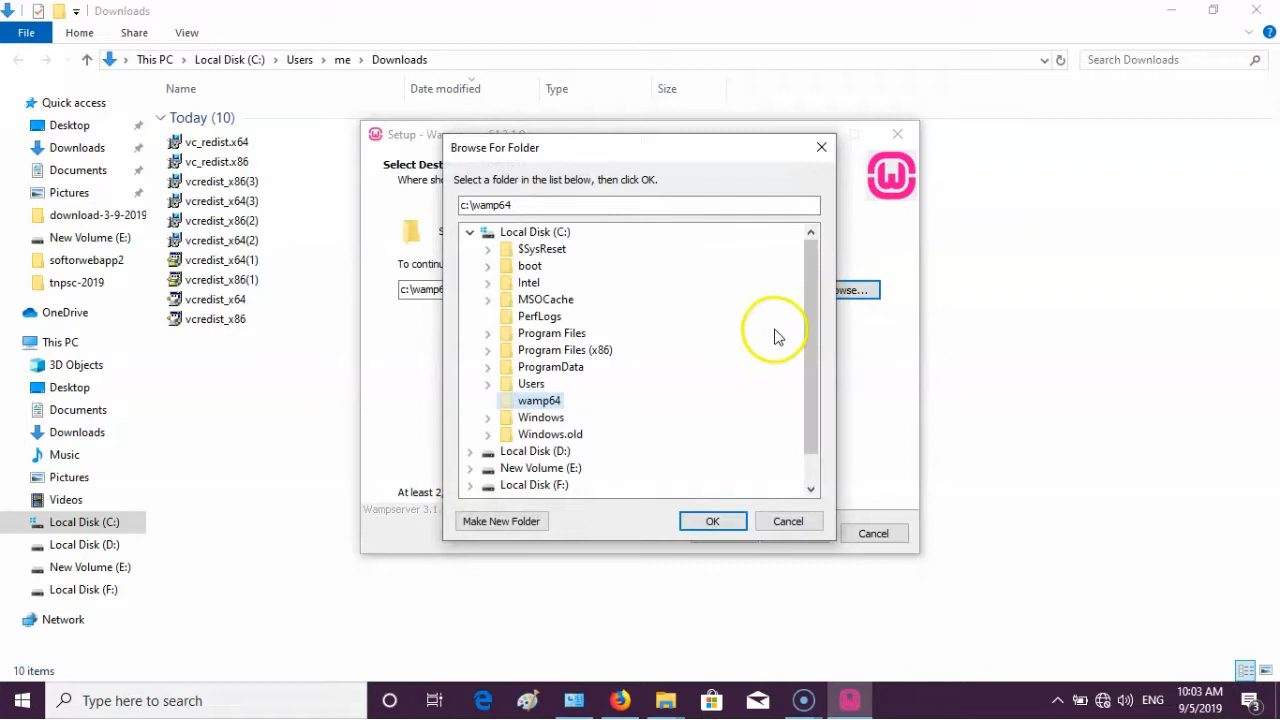 Downloads
File Home Share View
This PC Local Disk (C:) Users me Downloads Search Downloads
Name Date modified Type Size
Quick access
Desktop
Downloads
Documents
Pictures
download-3-9-2019
New Volume (E:)
softorwebapp2
tnpsc-2019
OneDrive
This PC
3D Objects
Desktop
Documents
Downloads
Music
Pictures
Videos
Local Disk (C:)
Local Disk (D:)
New Volume (E:)
Local Disk (F:)
Network
Today (10)
vc_redist.x64
vc_redist.x86
vcredist_x86(3)
vcredist_x64(3)
vcredist_x86(2)
vcredist_x64(2)
vcredist_x64(1)
vcredist_x86(1)
vcredist_x64
vcredist_x86
Setup - Wa
Select Dest
Where sho
S
To continu
c:\wamp6
owse...
At least 2,
Wampserver 3.1.
Cancel
Browse For Folder
Select a folder in the list below, then click OK.
c:\wamp64
Local Disk (C:)
$SysReset
boot
Intel
MSOCache
PerfLogs
Program Files
Program Files (x86)
ProgramData
Users
wamp64
Windows
Windows.old
Local Disk (D:)
New Volume (E:)
Local Disk (F:)
Make New Folder OK Cancel
10 items
Type here to search
ENG
10:03 AM
9/5/2019
3